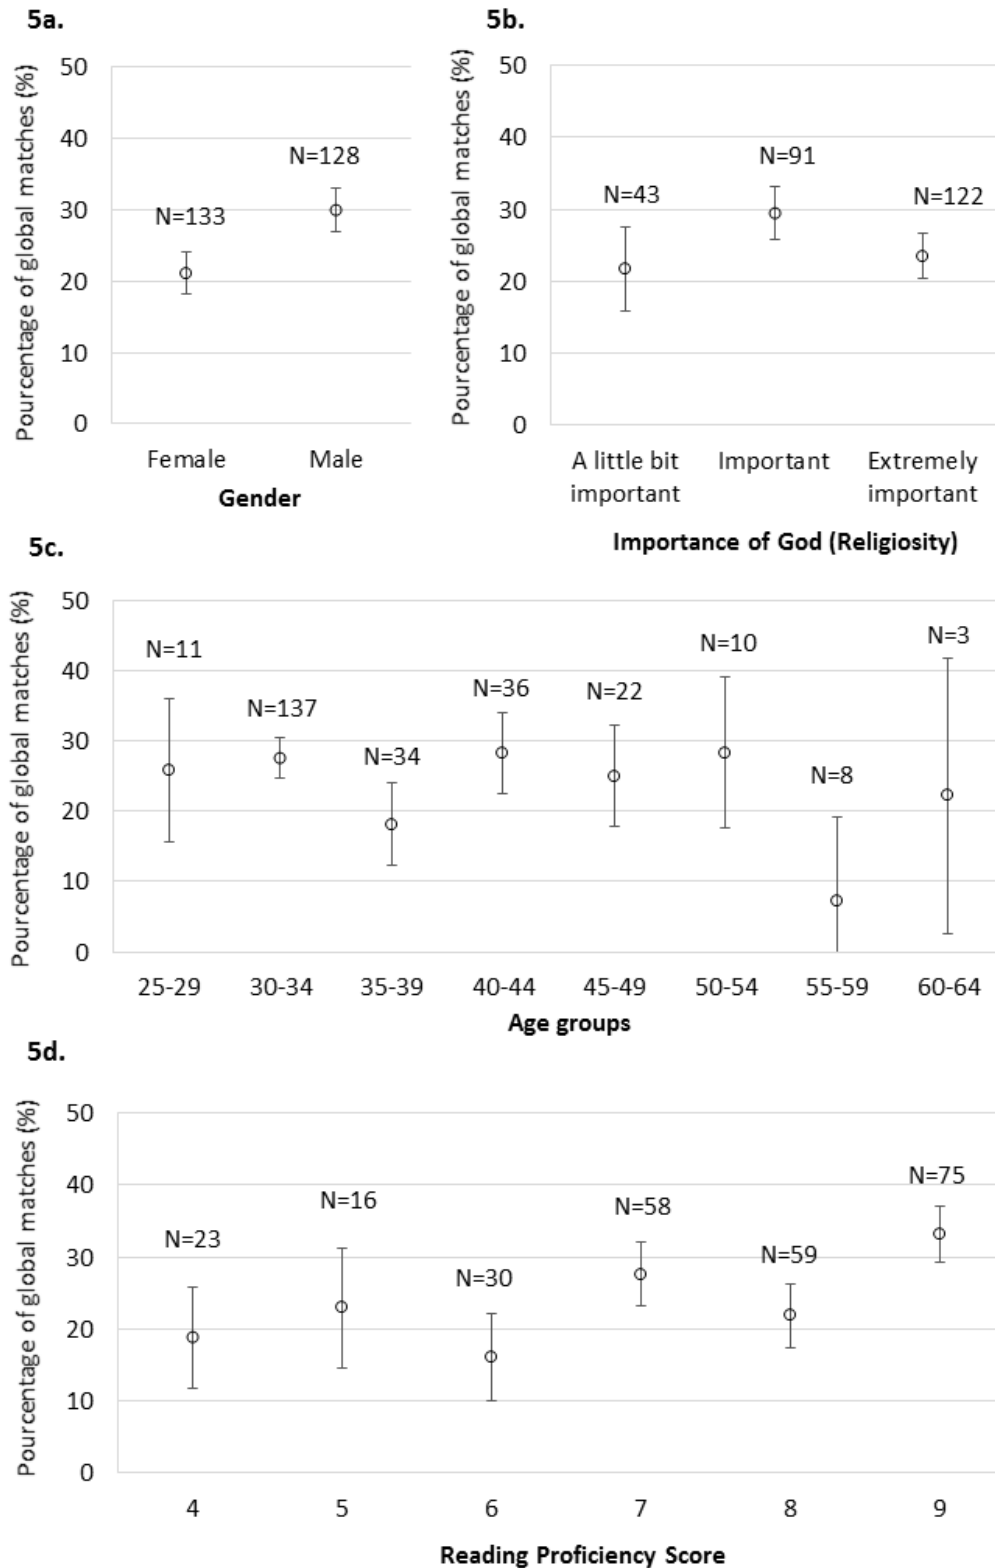 5a.
Pourcentage of global matches (%)
50
40
30
20
10
0
N=133
N=128
Female
Male
Gender
5b.
Pourcentage of global matches (%)
50
40
30
20
10
0
N=43
N=91
N=122
A little bit
important
Important
Extremely
important
Importance of God (Religiosity)
5c.
Pourcentage of global matches (%)
50
40
30
20
10
0
N=11
N=137
N=34
N=36
N=22
N=10
N=8
N=3
25-29
30-34
35-39
40-44
45-49
50-54
55-59
60-64
Age groups
5d.
Pourcentage of global matches (%)
50
40
30
20
10
0
N=23
N=16
N=30
N=58
N=59
N=75
4
5
6
7
8
9
Reading Proficiency Score